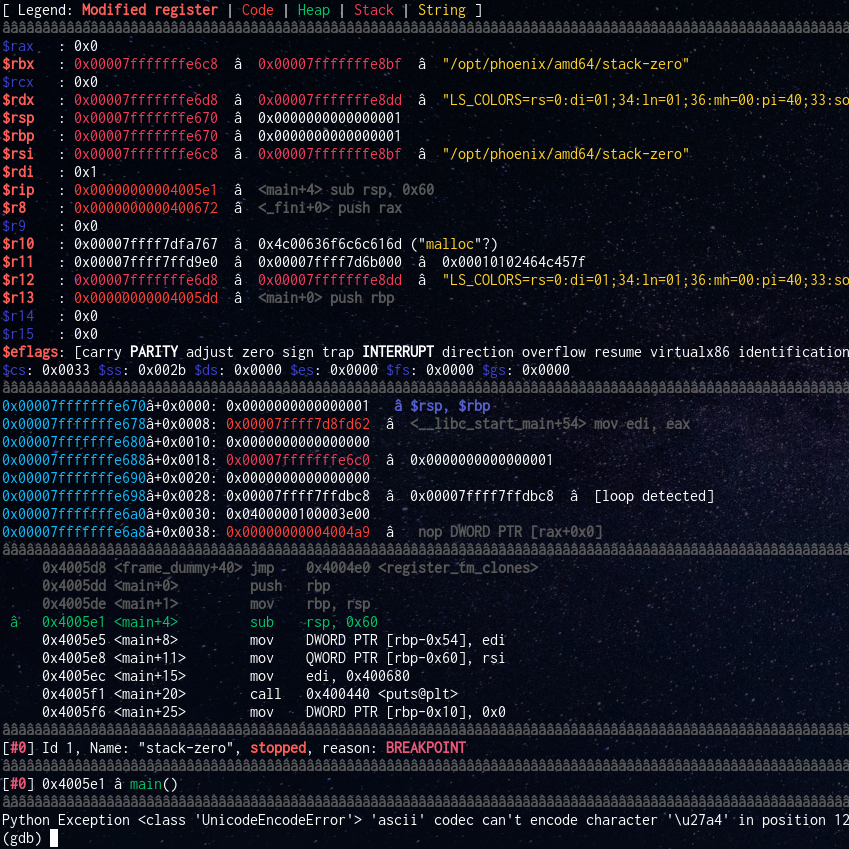 [ Legend: Modified register | Code | Heap | Stack | String ]
âââââââââââââââââââââââââââââââââââââââââââââââââââââââââââââââââââââââââââââââââââââââââââââââââââââââââ
$rax   : 0x0
$rbx   : 0x00007fffffffe6c8  â  0x00007fffffffe8bf  â  "/opt/phoenix/amd64/stack-zero"
$rcx   : 0x0
$rdx   : 0x00007fffffffe6d8  â  0x00007fffffffe8dd  â  "LS_COLORS=rs=0:di=01;34:ln=01;36:mh=00:pi=40;33:so
$rsp   : 0x00007fffffffe670  â  0x0000000000000001
$rbp   : 0x00007fffffffe670  â  0x0000000000000001
$rsi   : 0x00007fffffffe6c8  â  0x00007fffffffe8bf  â  "/opt/phoenix/amd64/stack-zero"
$rdi   : 0x1
$rip   : 0x00000000004005e1  â  <main+4> sub rsp, 0x60
$r8    : 0x0000000000400672  â  <_fini+0> push rax
$r9    : 0x0
$r10   : 0x00007ffff7dfa767  â  0x4c00636f6c6c616d ("malloc"?)
$r11   : 0x00007ffff7ffd9e0  â  0x00007ffff7d6b000  â  0x00010102464c457f
$r12   : 0x00007fffffffe6d8  â  0x00007fffffffe8dd  â  "LS_COLORS=rs=0:di=01;34:ln=01;36:mh=00:pi=40;33:so
$r13   : 0x00000000004005dd  â  <main+0> push rbp
$r14   : 0x0
$r15   : 0x0
$eflags: [carry PARITY adjust zero sign trap INTERRUPT direction overflow resume virtualx86 identification
$cs: 0x0033 $ss: 0x002b $ds: 0x0000 $es: 0x0000 $fs: 0x0000 $gs: 0x0000
âââââââââââââââââââââââââââââââââââââââââââââââââââââââââââââââââââââââââââââââââââââââââââââââââââââââââ
0x00007fffffffe670â+0x0000: 0x0000000000000001   â $rsp, $rbp
0x00007fffffffe678â+0x0008: 0x00007ffff7d8fd62  â  <__libc_start_main+54> mov edi, eax
0x00007fffffffe680â+0x0010: 0x0000000000000000
0x00007fffffffe688â+0x0018: 0x00007fffffffe6c0  â  0x0000000000000001
0x00007fffffffe690â+0x0020: 0x0000000000000000
0x00007fffffffe698â+0x0028: 0x00007ffff7ffdbc8  â  0x00007ffff7ffdbc8  â  [loop detected]
0x00007fffffffe6a0â+0x0030: 0x0400000100003e00
0x00007fffffffe6a8â+0x0038: 0x00000000004004a9  â   nop DWORD PTR [rax+0x0]
âââââââââââââââââââââââââââââââââââââââââââââââââââââââââââââââââââââââââââââââââââââââââââââââââââââââââ
0x4005d8 <frame_dummy+40> jmp    0x4004e0 <register_tm_clones>
0x4005dd <main+0>         push   rbp
0x4005de <main+1>         mov    rbp, rsp
â   0x4005e1 <main+4>         sub    rsp, 0x60
0x4005e5 <main+8>         mov    DWORD PTR [rbp-0x54], edi
0x4005e8 <main+11>        mov    QWORD PTR [rbp-0x60], rsi
0x4005ec <main+15>        mov    edi, 0x400680
0x4005f1 <main+20>        call   0x400440 <puts@plt>
0x4005f6 <main+25>        mov    DWORD PTR [rbp-0x10], 0x0
âââââââââââââââââââââââââââââââââââââââââââââââââââââââââââââââââââââââââââââââââââââââââââââââââââââââââ
[#0] Id 1, Name: "stack-zero", stopped, reason: BREAKPOINT
âââââââââââââââââââââââââââââââââââââââââââââââââââââââââââââââââââââââââââââââââââââââââââââââââââââââââ
[#0] 0x4005e1 â main()
âââââââââââââââââââââââââââââââââââââââââââââââââââââââââââââââââââââââââââââââââââââââââââââââââââââââââ
Python Exception <class 'UnicodeEncodeError'> 'ascii' codec can't encode character '\u27a4' in position 12
(gdb)